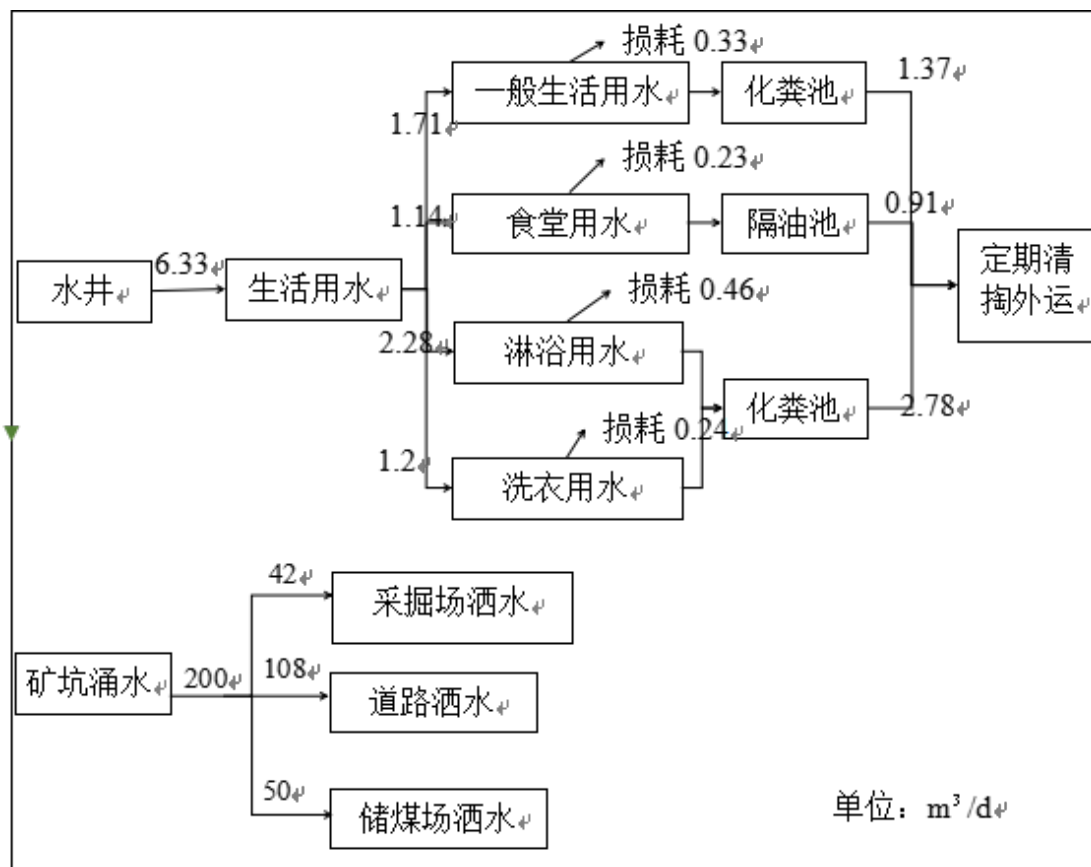 损耗 0.33
一般生活用水
化粪池
1.37
1.71
损耗 0.23
1.14
食堂用水
隔油池
0.91
水井
6.33
生活用水
定期清
掏外运
损耗 0.46
2.28
淋浴用水
化粪池
2.78
损耗 0.24
1.2
洗衣用水
42
采掘场洒水
矿坑涌水
200
108
道路洒水
50
储煤场洒水
单位：m³/d